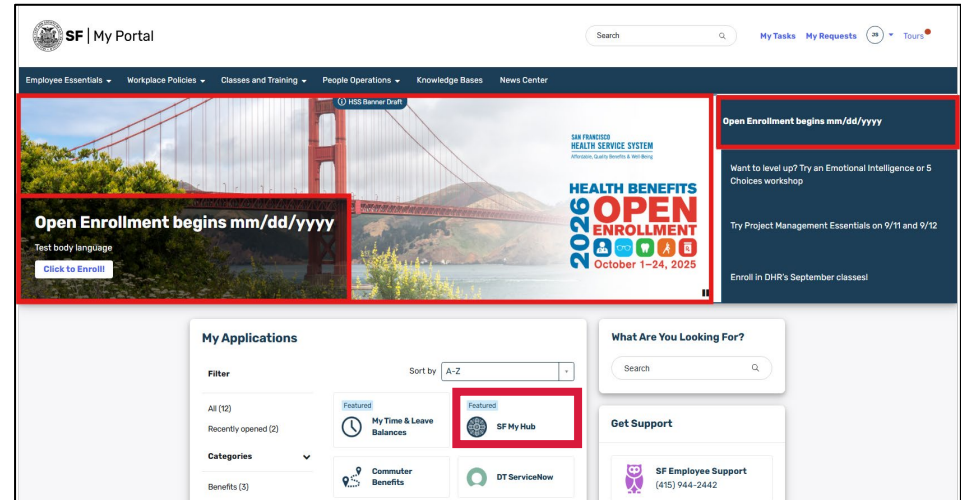 SF | My Portal
Search
My Tasks My Requests JS Tours
Employee Essentials Workplace Policies Classes and Training People Operations Knowledge Bases News Center
HSS Banner Draft
SAN FRANCISCO
HEALTH SERVICE SYSTEM
Affordable, Quality Benefits & Well-Being
HEALTH BENEFITS
2026 OPEN
ENROLLMENT
October 1–24, 2025
Open Enrollment begins mm/dd/yyyy
Test body language
Click to Enroll!
Open Enrollment begins mm/dd/yyyy
Want to level up? Try an Emotional Intelligence or 5
Choices workshop
Try Project Management Essentials on 9/11 and 9/12
Enroll in DHR's September classes!
My Applications
Filter
Sort by A-Z
All (12)
Recently opened (2)
Categories
Benefits (3)
Featured
My Time & Leave
Balances
Featured
SF My Hub
Commuter
Benefits
DT ServiceNow
What Are You Looking For?
Search
Get Support
SF Employee Support
(415) 944-2442